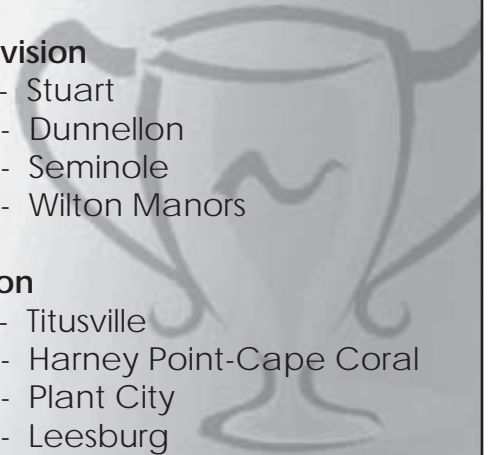 vision
- Stuart
- Dunnellon
- Seminole
- Wilton Manors
on
- Titusville
- Harney Point-Cape Coral
- Plant City
- Leesburg